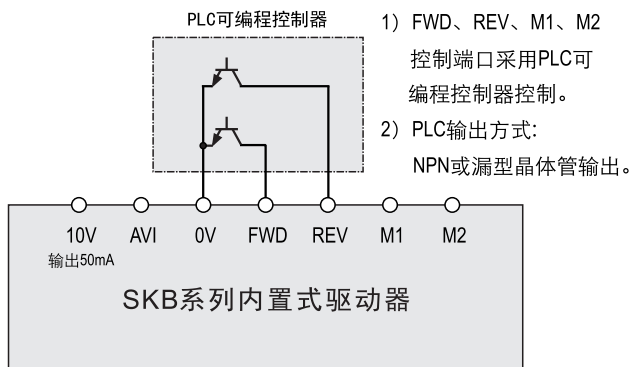 PLC可编程控制器
1）FWD、REV、M1、M2
控制端口采用PLC可
编程控制器控制。
2）PLC输出方式:
NPN或漏型晶体管输出。
10V AVI 0V FWD REV M1 M2
输出50mA
SKB系列内置式驱动器